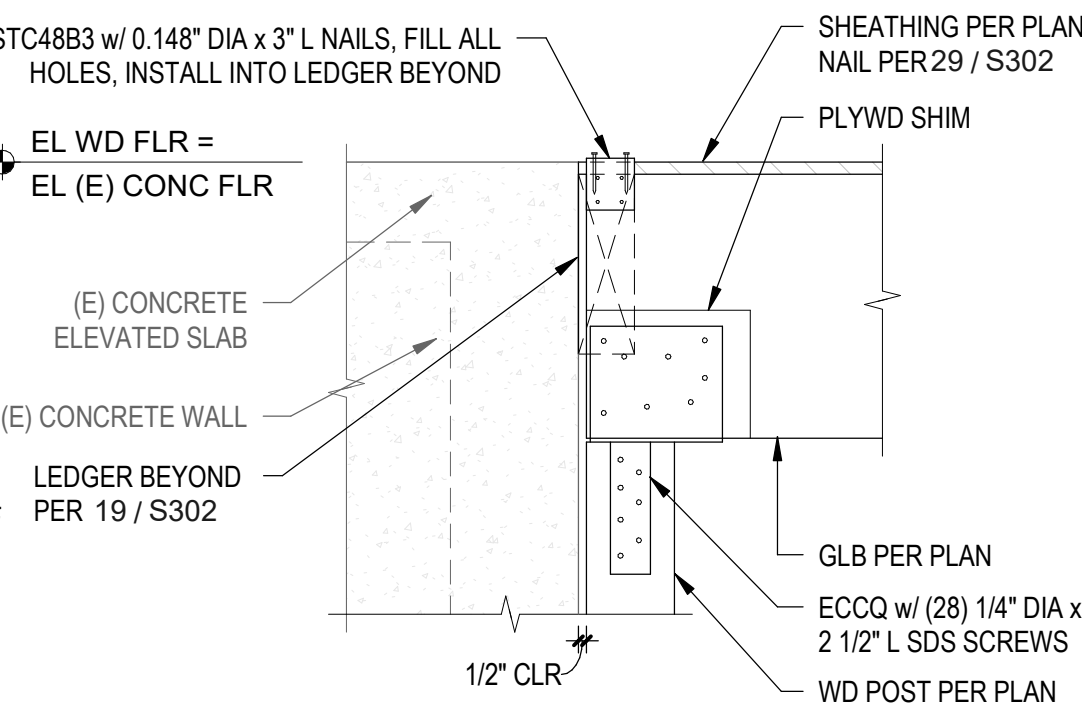 STC48B3 w/ 0.148" DIA x 3" L NAILS, FILL ALL
HOLES, INSTALL INTO LEDGER BEYOND
SHEATHING PER PLAN
NAIL PER 29 / S302
PLYWD SHIM
EL WD FLR =
EL (E) CONC FLR
(E) CONCRETE
ELEVATED SLAB
(E) CONCRETE WALL
LEDGER BEYOND
PER 19 / S302
GLB PER PLAN
ECCQ w/ (28) 1/4" DIA x
2 1/2" L SDS SCREWS
1/2" CLR
WD POST PER PLAN